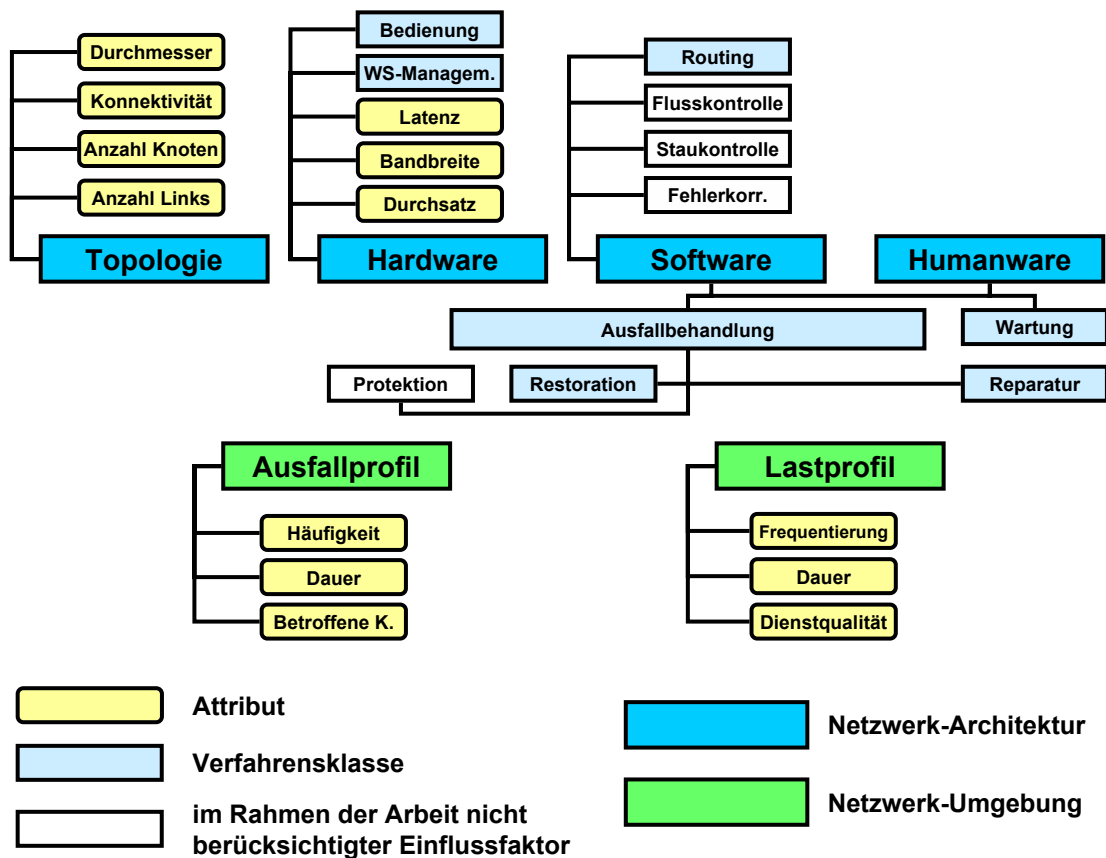 Durchmesser
Konnektivität
Anzahl Knoten
Anzahl Links
Topologie
Bedienung
WS-Managem.
Latenz
Bandbreite
Durchsatz
Hardware
Routing
Flusskontrolle
Staukontrolle
Fehlerkorr.
Software
Humanware
Ausfallbehandlung
Wartung
Protektion
Restoration
Reparatur
Ausfallprofil
Häufigkeit
Dauer
Betroffene K.
Lastprofil
Frequentierung
Dauer
Dienstqualität
Attribut
Verfahrensklasse
im Rahmen der Arbeit nicht
berücksichtigter Einflussfaktor
Netzwerk-Architektur
Netzwerk-Umgebung